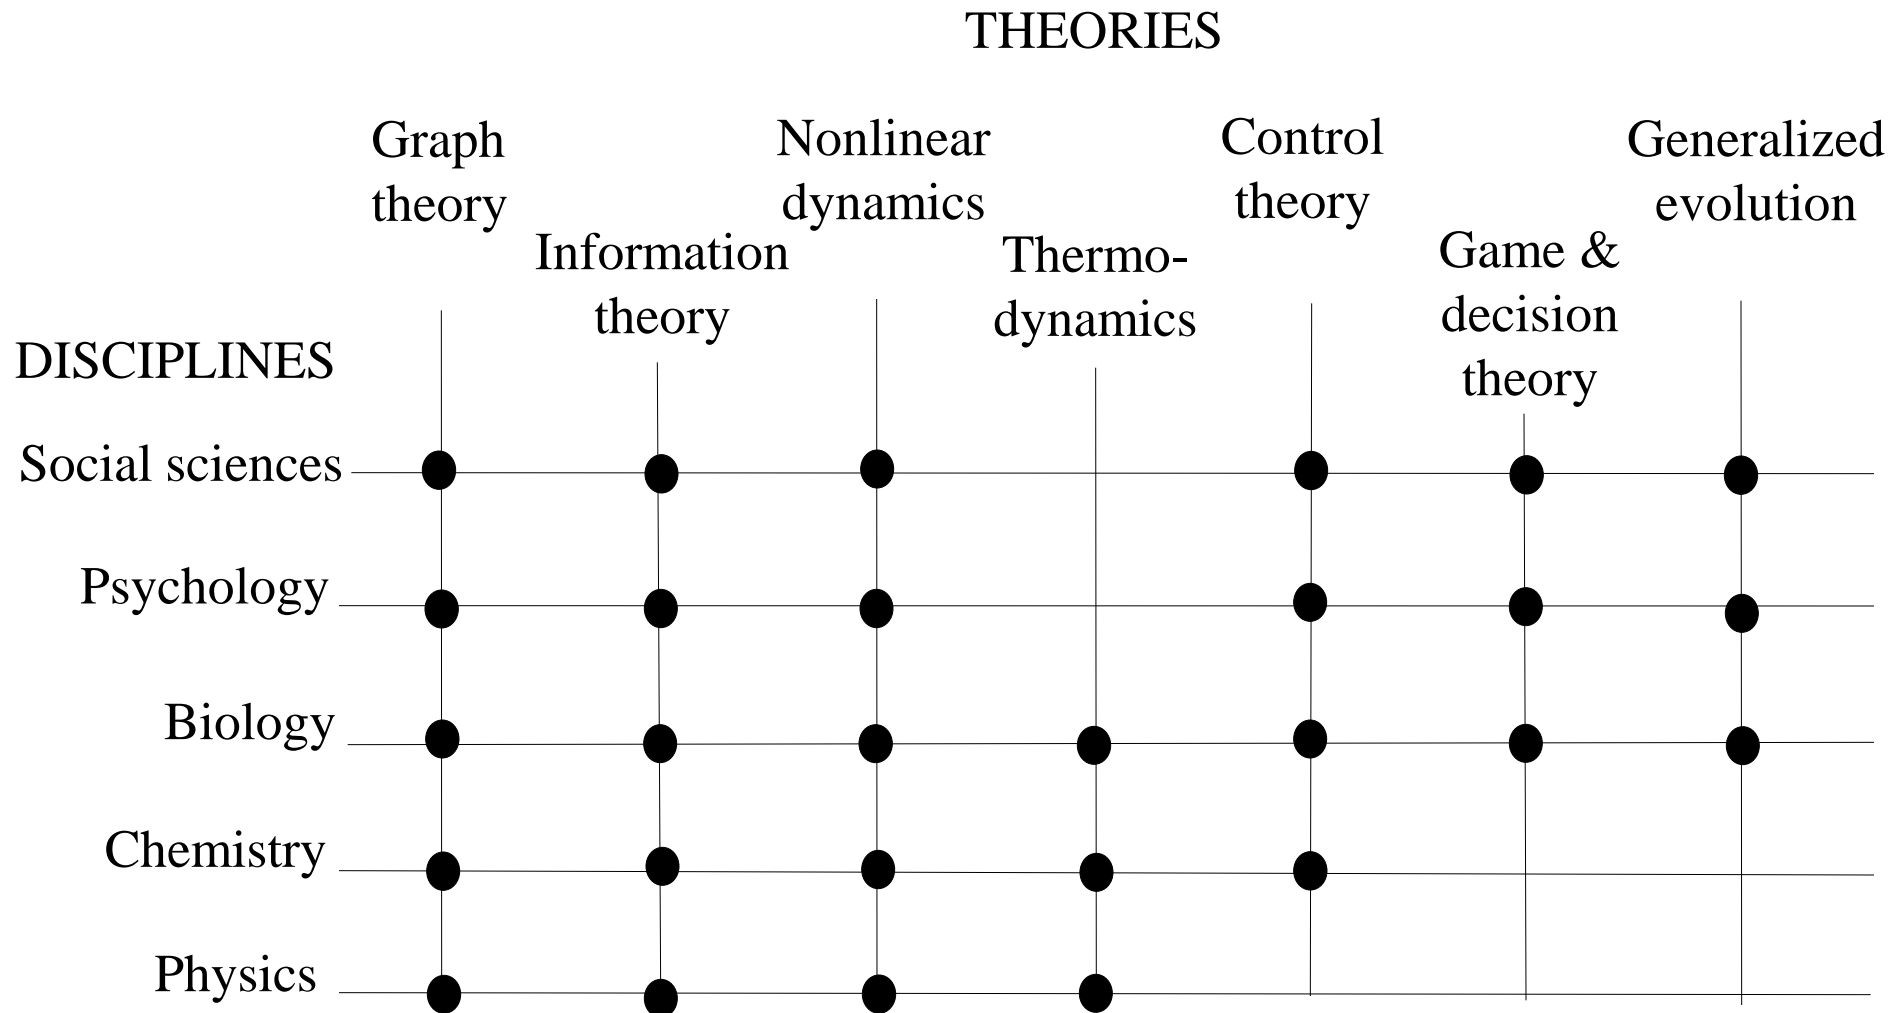 THEORIES
Graph
theory
Nonlinear
dynamics
Control
theory
Generalized
evolution
Information
theory
Thermo-
dynamics
Game &
decision
theory
DISCIPLINES
Social sciences
Psychology
Biology
Chemistry
Physics